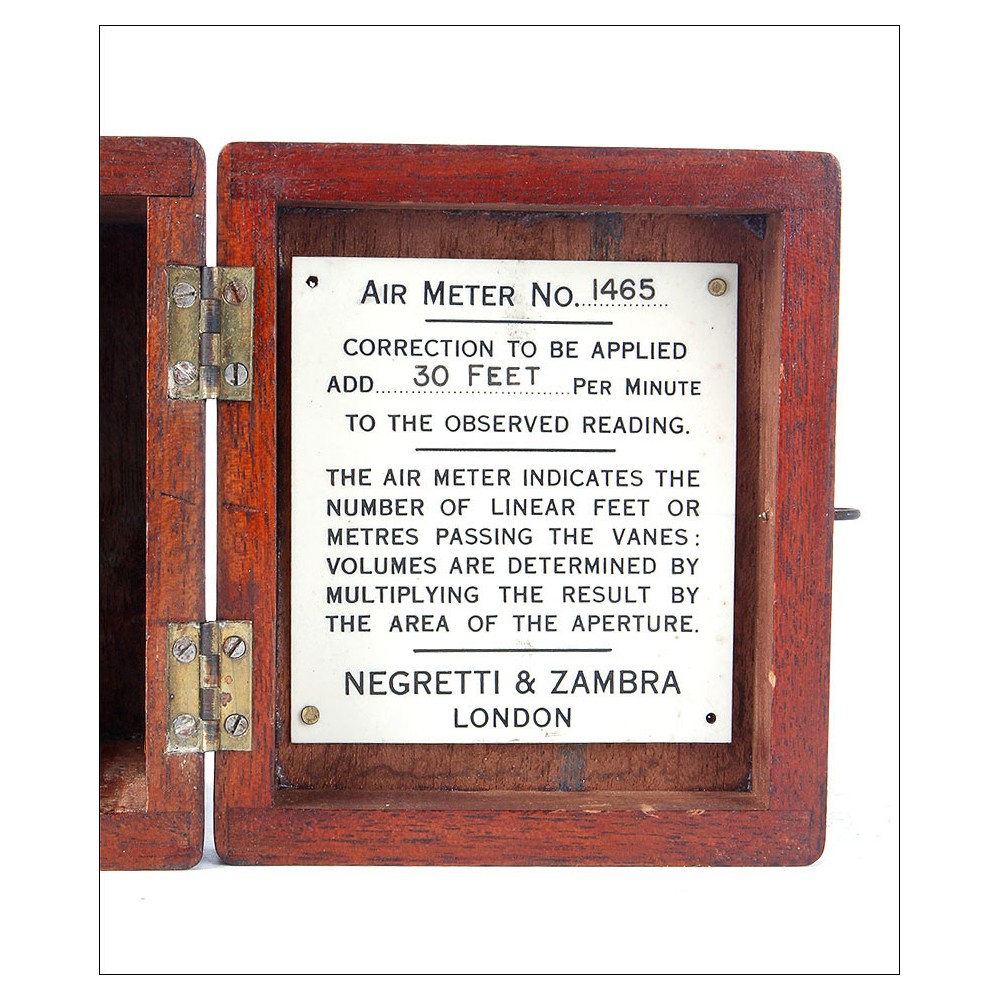 AIR METER NO. 1465
CORRECTION TO BE APPLIED
ADD 30 FEET PER MINUTE
TO THE OBSERVED READING.
THE AIR METER INDICATES THE
NUMBER OF LINEAR FEET OR
METRES PASSING THE VANES:
VOLUMES ARE DETERMINED BY
MULTIPLYING THE RESULT BY
THE AREA OF THE APERTURE.
NEGRETTI & ZAMBRA
LONDON